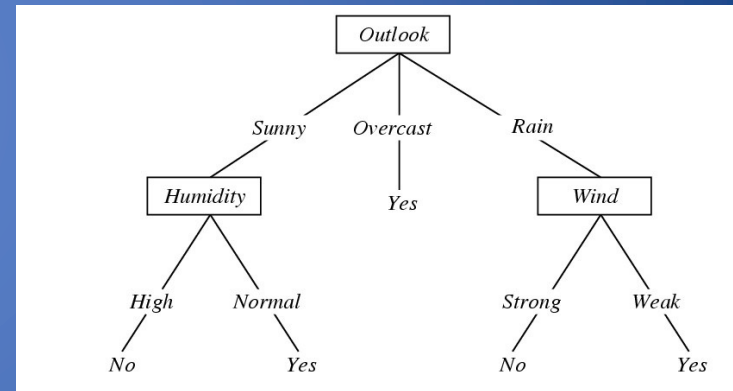 Outlook
Sunny Overcast Rain
Humidity Yes Wind
High Normal Strong Weak
No Yes No Yes